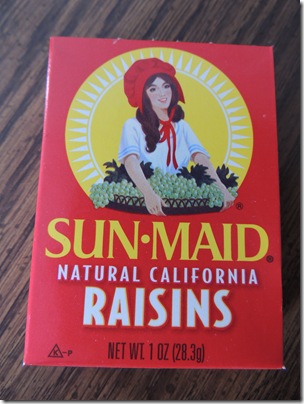 ®
SUN·MAID®
NATURAL CALIFORNIA
RAISINS
K-P NET WT. 1 OZ (28.3g)